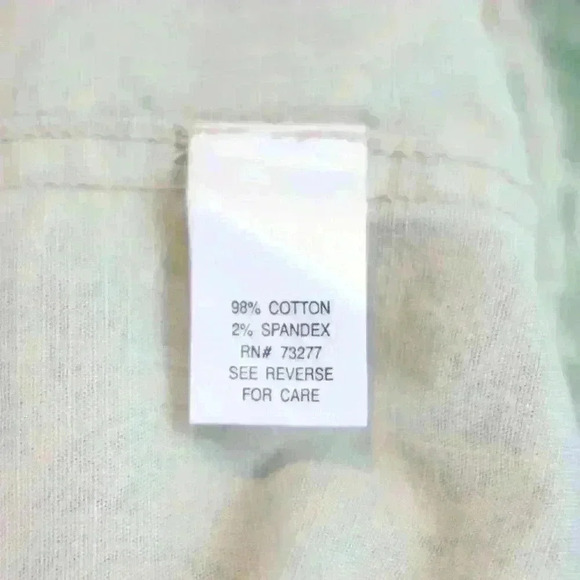 98% COTTON
2% SPANDEX
RN# 73277
SEE REVERSE
FOR CARE